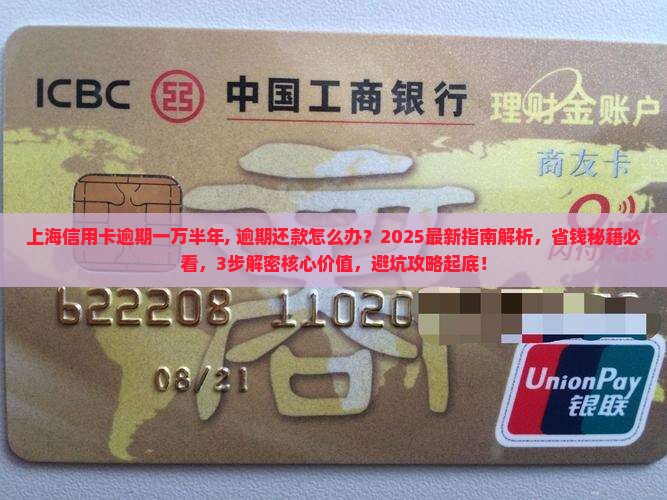 ICBC 中国工商银行 理财金账户
商友卡
商
上海信用卡逾期一万半年, 逾期还款怎么办？2025最新指南解析，省钱秘籍必
看，3步解密核心价值，避坑攻略起底！
闪付
622208 11020
08/21
UnionPay
银联